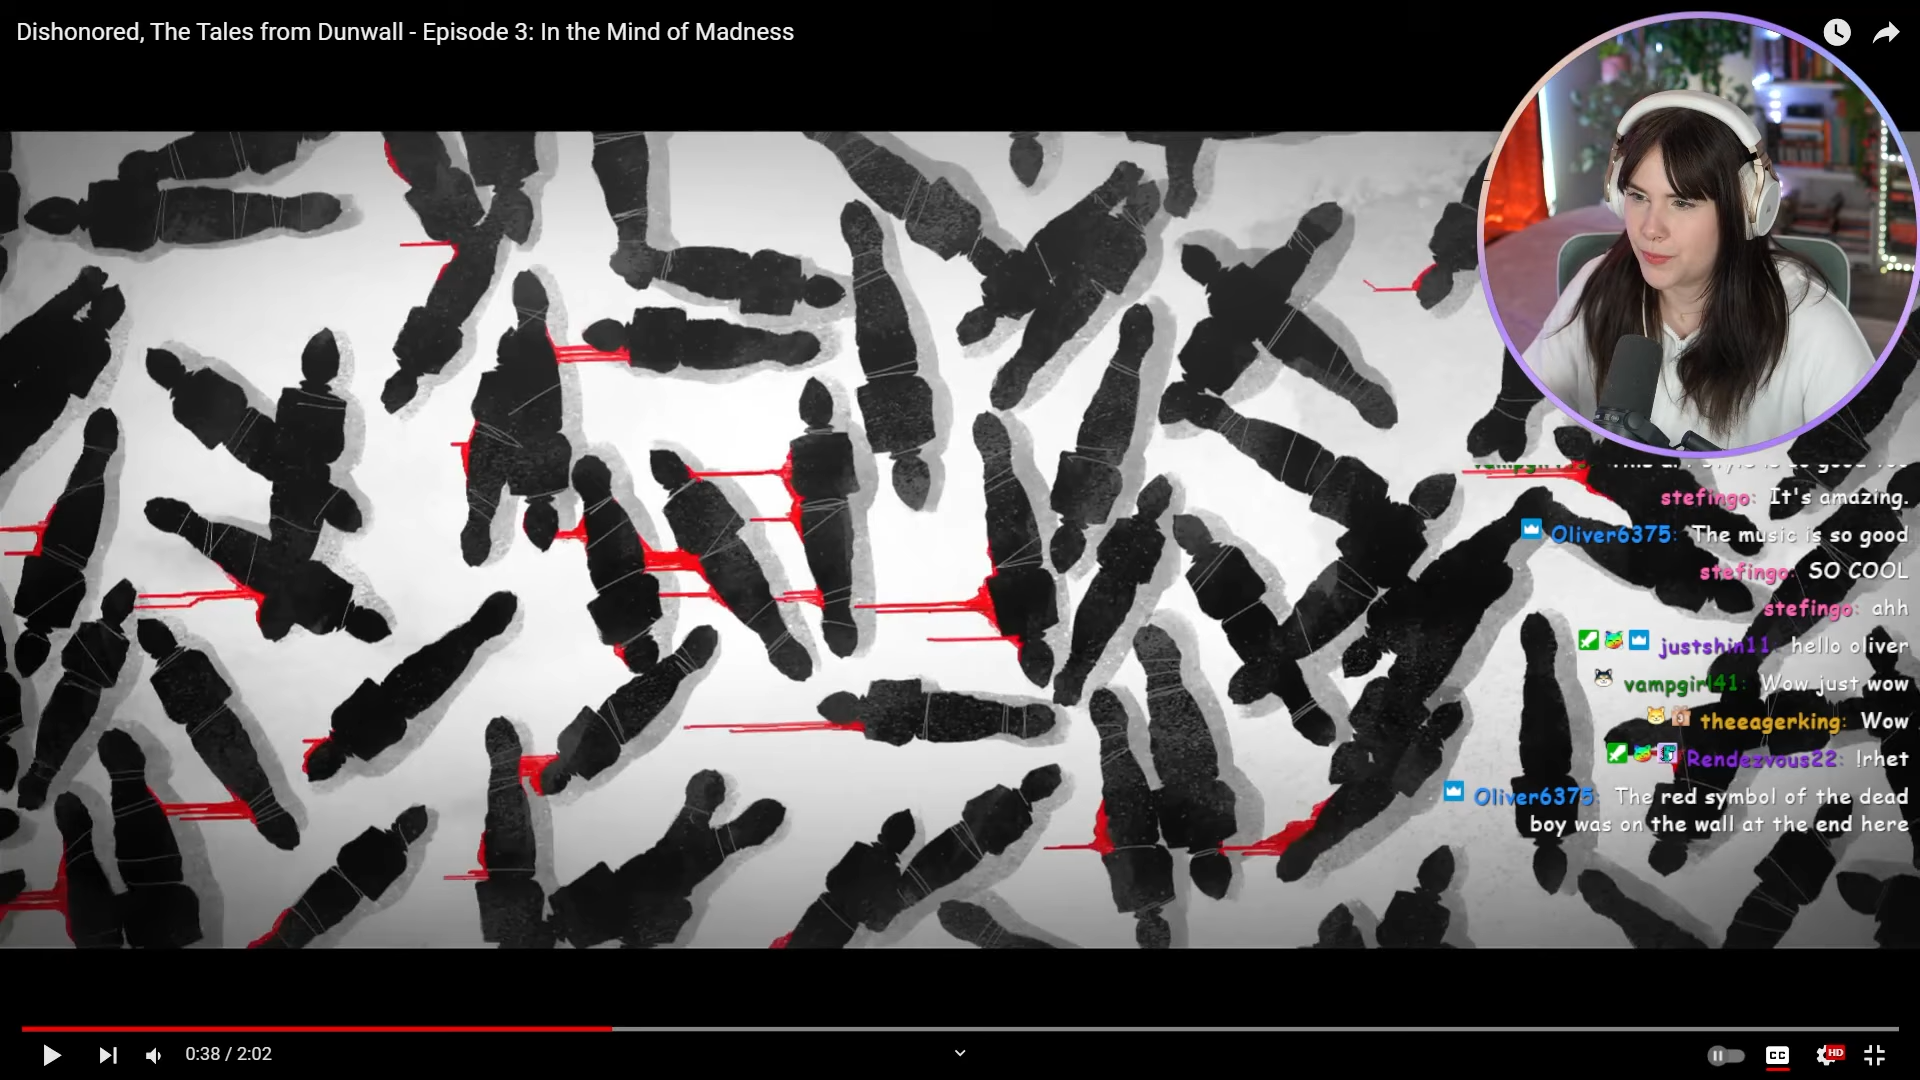 Dishonored, The Tales from Dunwall - Episode 3: In the Mind of Madness
stefingo: It's amazing.
Oliver6375: The music is so good
stefingo: SO COOL
stefingo: ahh
justshin11: hello oliver
vampgirl41: Wow just wow
theeagerking: Wow
Rendezvous22: !rhet
Oliver6375: The red symbol of the dead
boy was on the wall at the end here
0:38 / 2:02
CC
HD